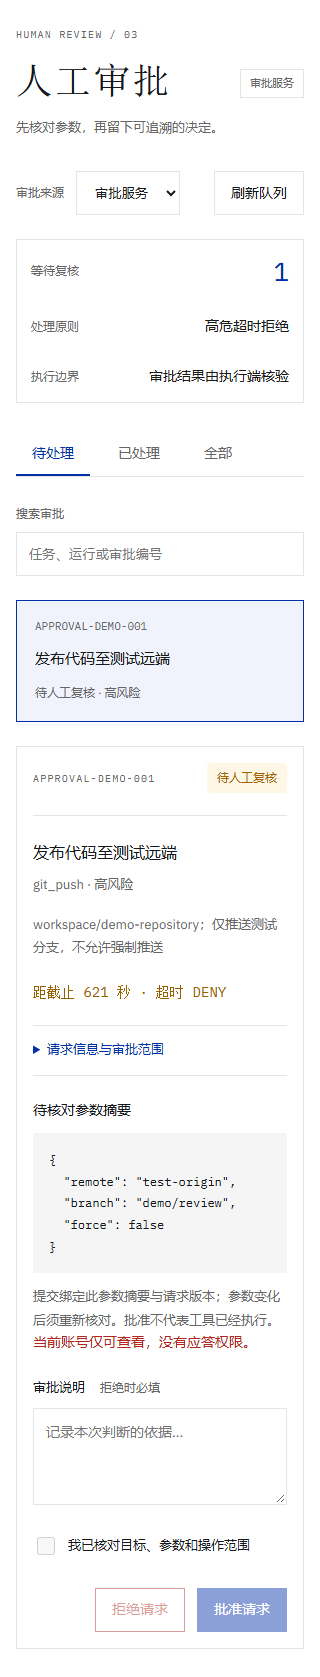 HUMAN REVIEW / 03
人工审批
审批服务
先核对参数，再留下可追溯的决定。
审批来源
审批服务
刷新队列
等待复核
1
处理原则
高危超时拒绝
执行边界
审批结果由执行端核验
待处理
已处理
全部
搜索审批
任务、运行或审批编号
APPROVAL-DEMO-001
发布代码至测试远端
待人工复核 · 高风险
APPROVAL-DEMO-001
待人工复核
发布代码至测试远端
git_push · 高风险
workspace/demo-repository；仅推送测试
分支，不允许强制推送
距截止 621 秒 · 超时 DENY
请求信息与审批范围
待核对参数摘要
{
"remote": "test-origin",
"branch": "demo/review",
"force": false
}
提交绑定此参数摘要与请求版本；参数变化
后须重新核对。批准不代表工具已经执行。
当前账号仅可查看，没有应答权限。
审批说明 拒绝时必填
记录本次判断的依据...
我已核对目标、参数和操作范围
拒绝请求
批准请求